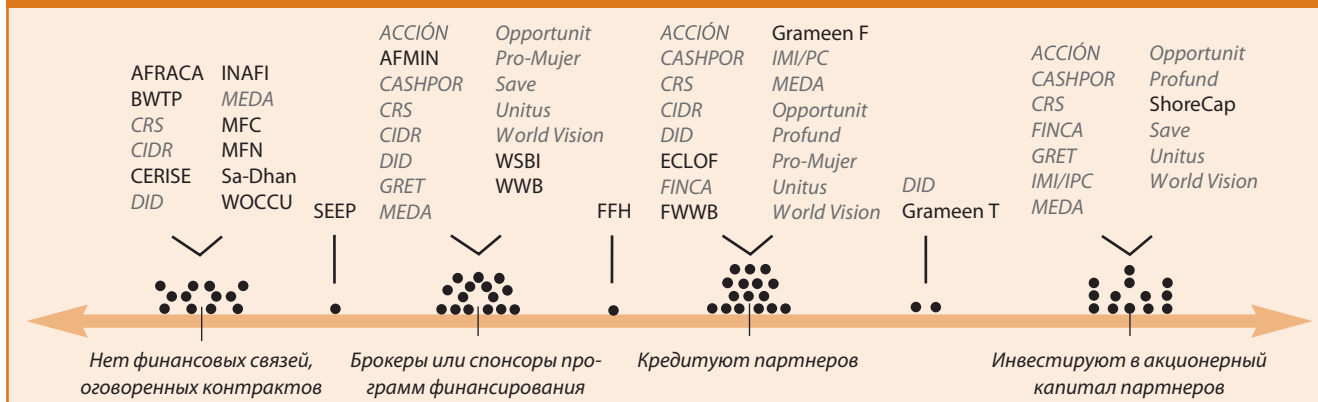 AFRACA
BWTP
CRS
CIDR
CERISE
DID
INAFI
MEDA
MFC
MFN
Sa-Dhan
WOCCU
SEEP
ACCIÓN
AFMIN
CASHPOR
CRS
CIDR
DID
GRET
MEDA
Opportunit
Pro-Mujer
Save
Unitus
World Vision
WSBI
WWB
FFH
ACCIÓN
CASHPOR
CRS
CIDR
DID
ECLOF
FINCA
FWWB
Grameen F
IMI/PC
MEDA
Opportunit
Profund
Pro-Mujer
Unitus
World Vision
DID
Grameen T
ACCIÓN
CASHPOR
CRS
FINCA
GRET
IMI/IPC
MEDA
Opportunit
Profund
ShoreCap
Save
Unitus
World Vision
Нет финансовых связей,
оговоренных контрактов
Брокеры или спонсоры про-
грамм финансирования
Кредитуют партнеров
Инвестируют в акционерный
капитал партнеров